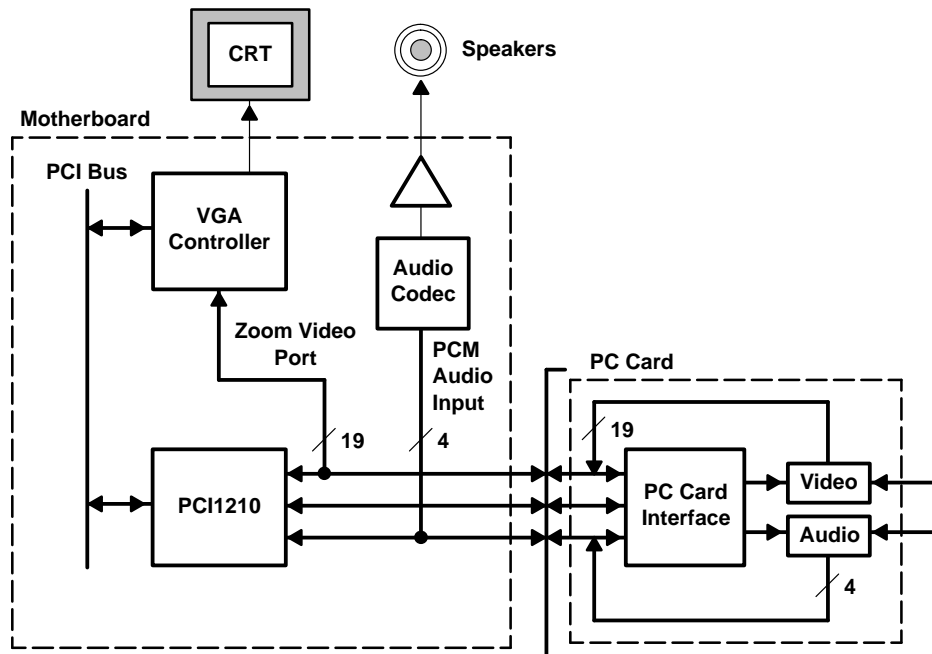 CRT
Speakers
Motherboard
PCI Bus
VGA
Controller
Audio
Codec
Zoom Video
Port
PCM
Audio
Input
PC Card
19
4
19
PCI1210
PC Card
Interface
Video
Audio
4